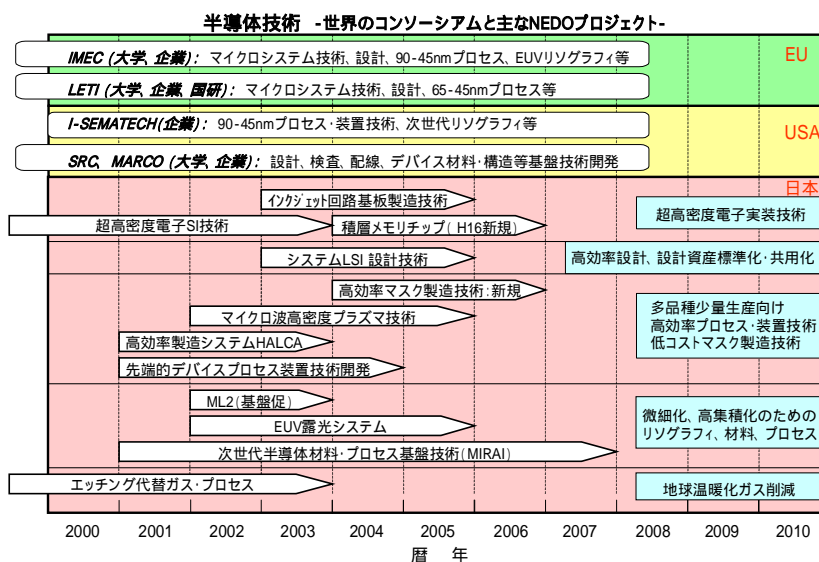 半導体技術 -世界のコンソーシアムと主なNEDOプロジェクト-
IMEC (大学、企業)： マイクロシステム技術、設計、90-45nmプロセス、EUVリソグラフィ等
EU
LETI (大学、企業、国研)： マイクロシステム技術、設計、65-45nmプロセス等
I-SEMATECH(企業)： 90-45nmプロセス・装置技術、次世代リソグラフィ等
USA
SRC, MARCO (大学、企業)： 設計、検査、配線、デバイス材料・構造等基盤技術開発
日本
インクジェット回路基板製造技術
超高密度電子SI技術
積層メモリチップ( H16新規)
超高密度電子実装技術
システムLSI 設計技術
高効率設計、設計資産標準化・共用化
高効率マスク製造技術：新規
マイクロ波高密度プラズマ技術
高効率製造システムHALCA
先端的デバイスプロセス装置技術開発
多品種少量生産向け
高効率プロセス・装置技術
低コストマスク製造技術
ML2(基盤促)
EUV露光システム
次世代半導体材料・プロセス基盤技術(MIRAI)
微細化、高集積化のための
リソグラフィ、材料、プロセス
エッチング代替ガス・プロセス
地球温暖化ガス削減
2000 2001 2002 2003 2004 2005 2006 2007 2008 2009 2010
暦 年